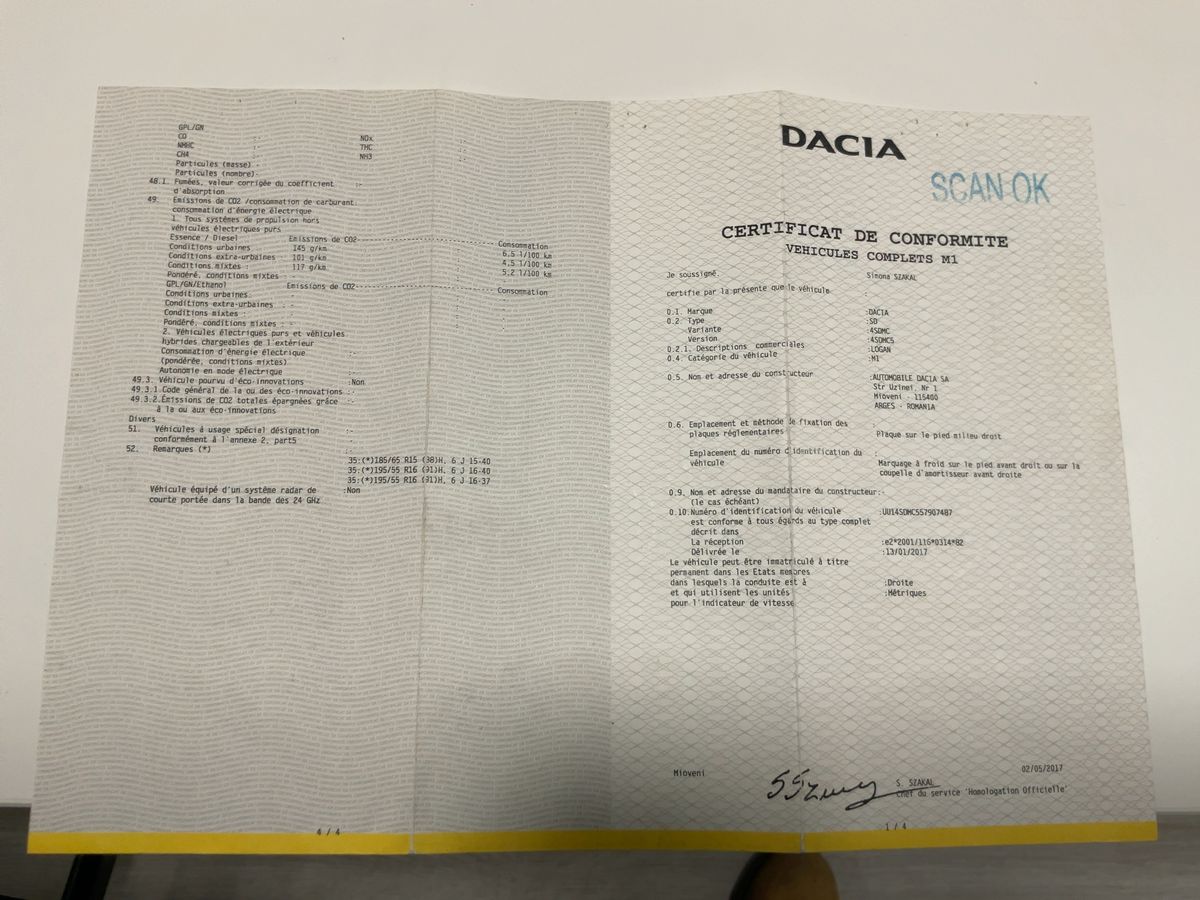 GPL/GN
CO :- NOx :
NMHC :- THC :
CH4 :- NH3 :
Particules (masse) -
Particules (nombre)-
48.1. Fumées, valeur corrigée du coefficient :-
d'absorption
49. Emissions de CO2 /consommation de carburant
consommation d'énergie électrique
1. Tous systèmes de propulsion hors
véhicules électriques purs
Essence / Diesel Emissions de CO2 Consommation
Conditions urbaines 145 g/km 6,5 l/100 km
Conditions extra-urbaines : 101 g/km 4,5 l/100 km
Conditions mixtes : 117 g/km 5,2 l/100 km
Pondéré, conditions mixtes -
GPL/GN/Ethanol Emissions de CO2 Consommation
Conditions urbaines : -
Conditions extra-urbaines : -
Conditions mixtes :
Pondéré, conditions mixtes : -
2. Véhicules électriques purs et véhicules
hybrides chargeables de l'extérieur
Consommation d'énergie électrique :-
(pondérée, conditions mixtes)
Autonomie en mode électrique :-
49.3. Véhicule pourvu d'éco-innovations :Non
49.3.1.Code général de la ou des éco-innovations :-
49.3.2.Émissions de CO2 totales épargnées grâce :-
à la ou aux éco-innovations
Divers
51. Véhicules à usage spécial désignation :-
conformément à l'annexe 2, part5
52. Remarques (*) :
35:(*)185/65 R15 (88)H, 6 J 15-40
35:(*)195/55 R16 (91)H, 6 J 16-40
35:(*)195/55 R16 (91)H, 6 J 16-37
Véhicule équipé d'un système radar de :Non
courte portée dans la bande des 24 GHz
4 / 4
DACIA
SCAN OK
CERTIFICAT DE CONFORMITE
VEHICULES COMPLETS M1
Je soussigné. Simona SZAKAL
certifie par la présente que le véhicule :
0.1. Marque :DACIA
0.2. Type :SD
Variante :4SDMC
Version :4SDMC5
0.2.1. Descriptions commerciales :LOGAN
0.4. Catégorie du véhicule :M1
0.5. Nom et adresse du constructeur :AUTOMOBILE DACIA SA
Str Uzinei, Nr 1
Mioveni - 115400
ARGES - ROMANIA
0.6. Emplacement et méthode de fixation des
plaques réglementaires : Plaque sur le pied milieu droit
Emplacement du numéro d'identification du :
véhicule Marquage à froid sur le pied avant droit ou sur la
coupelle d'amortisseur avant droite
0.9. Nom et adresse du mandataire du constructeur:-
(le cas échéant)
0.10.Numéro d'identification du véhicule :UU14SDMC557907487
est conforme à tous égards au type complet
décrit dans
La réception :e2*2001/116*0314*82
Délivrée le :13/01/2017
Le véhicule peut être immatriculé à titre
permanent dans les Etats membres
dans lesquels la conduite est à :Droite
et qui utilisent les unités :Métriques
pour l'indicateur de vitesse
Mioveni 02/05/2017
S. SZAKAL
Chef du service 'Homologation Officielle'
1 / 4